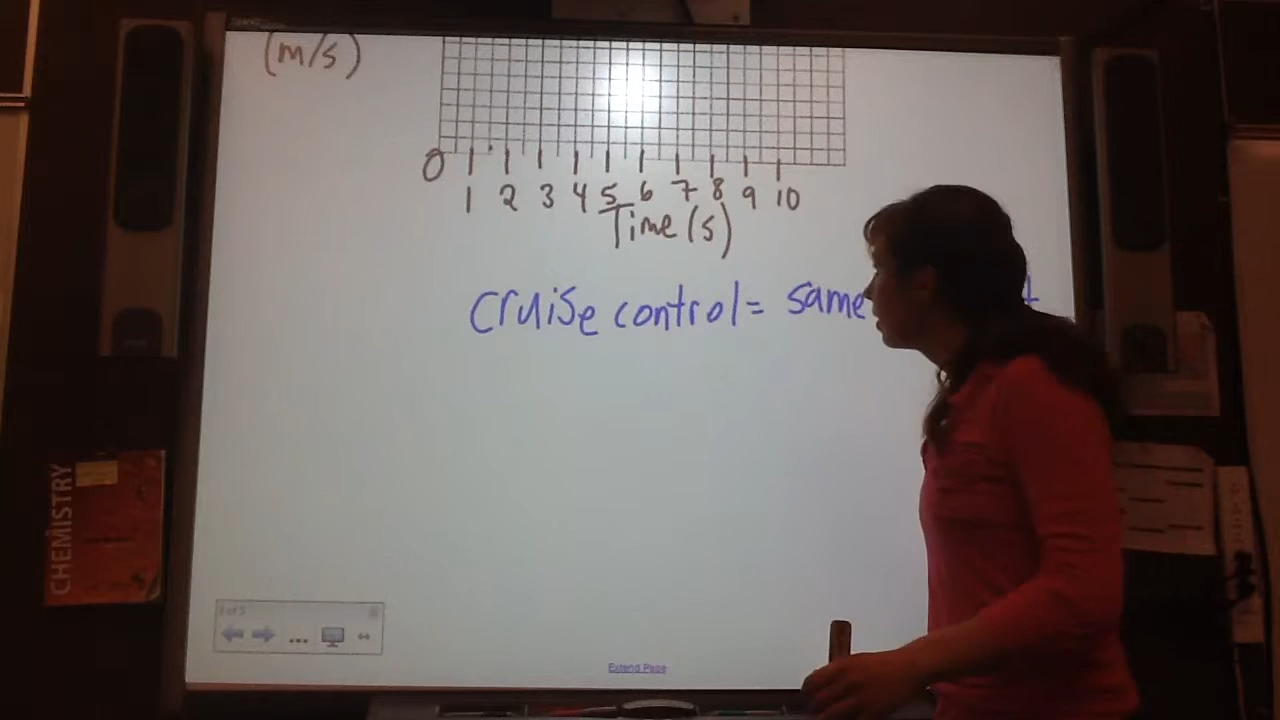 (m/s)
0
1 2 3 4 5 6 7 8 9 10
Time (s)
cruise control = same
CHEMISTRY
Extend Page